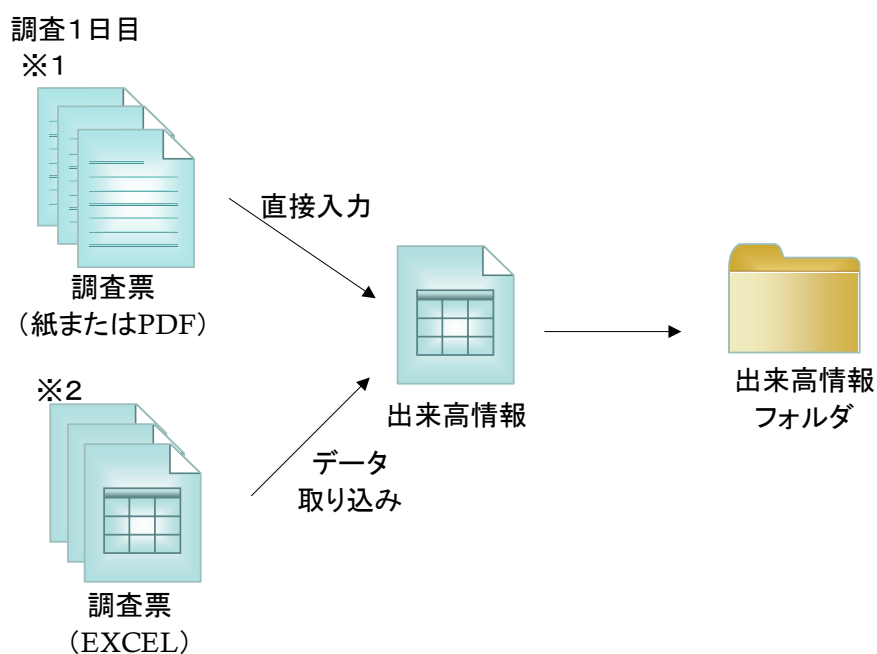 調査１日目
※１
直接入力
調査票
（紙またはPDF）
※２
出来高情報
出来高情報
フォルダ
データ
取り込み
調査票
（EXCEL）